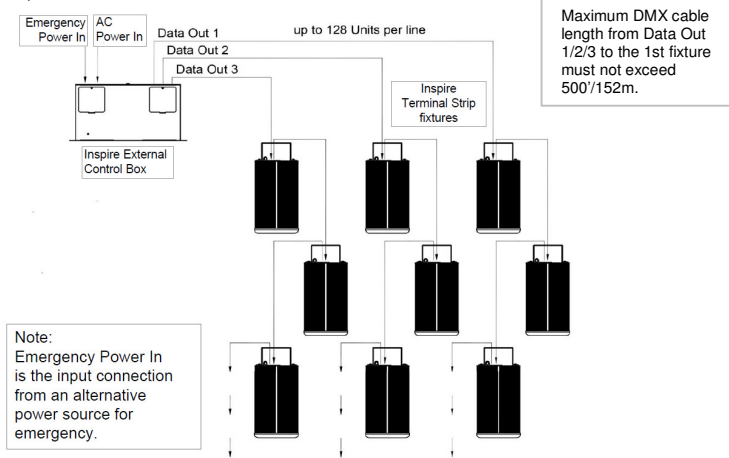 Emergency
Power In
AC
Power In
Data Out 1
up to 128 Units per line
Data Out 2
Data Out 3
Maximum DMX cable
length from Data Out
1/2/3 to the 1st fixture
must not exceed
500'/152m.
Inspire
Terminal Strip
fixtures
Inspire External
Control Box
Note:
Emergency Power In
is the input connection
from an alternative
power source for
emergency.